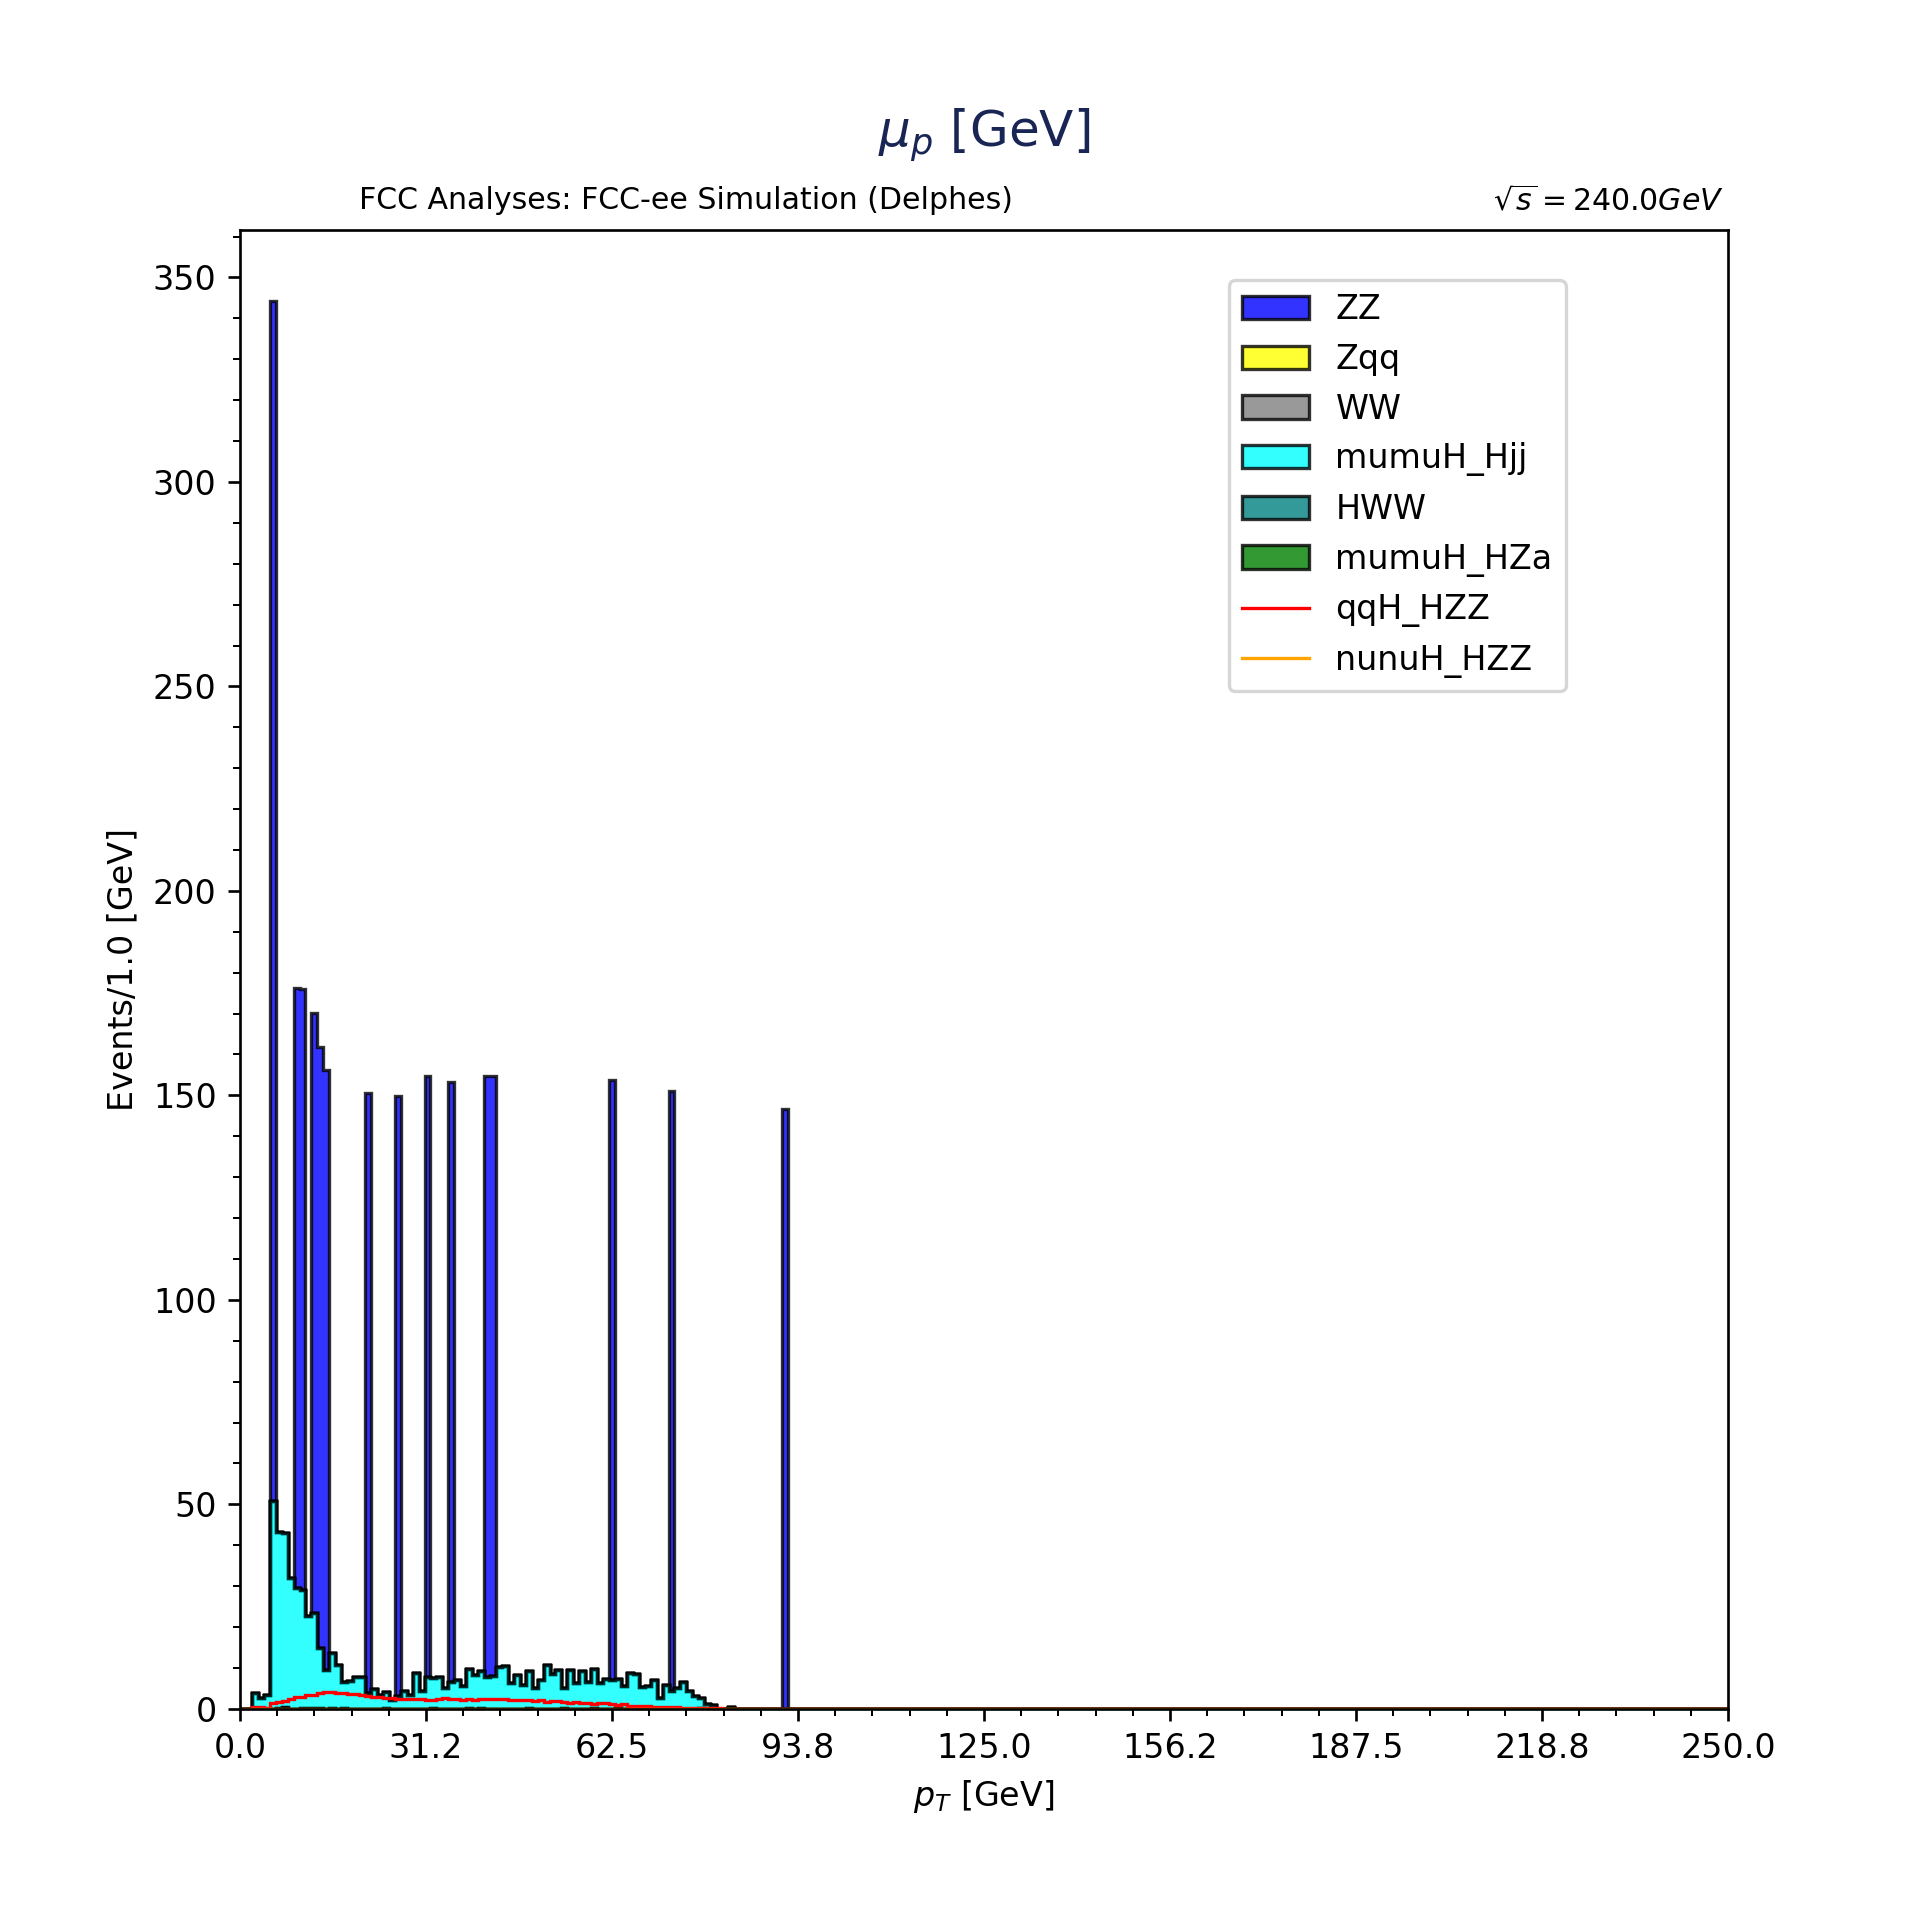 μp [GeV]
FCC Analyses: FCC-ee Simulation (Delphes)
√s = 240.0GeV
350
300
250
200
150
100
50
0
Events/1.0 [GeV]
ZZ
Zqq
WW
mumuH_Hjj
HWW
mumuH_HZa
qqH_HZZ
nunuH_HZZ
0.0 31.2 62.5 93.8 125.0 156.2 187.5 218.8 250.0
pT [GeV]